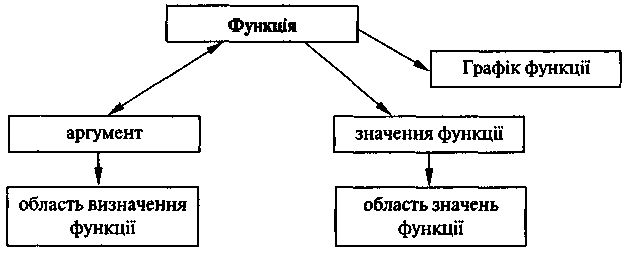 Функція
Графік функції
аргумент
значення функції
область визначення
функції
область значень
функції